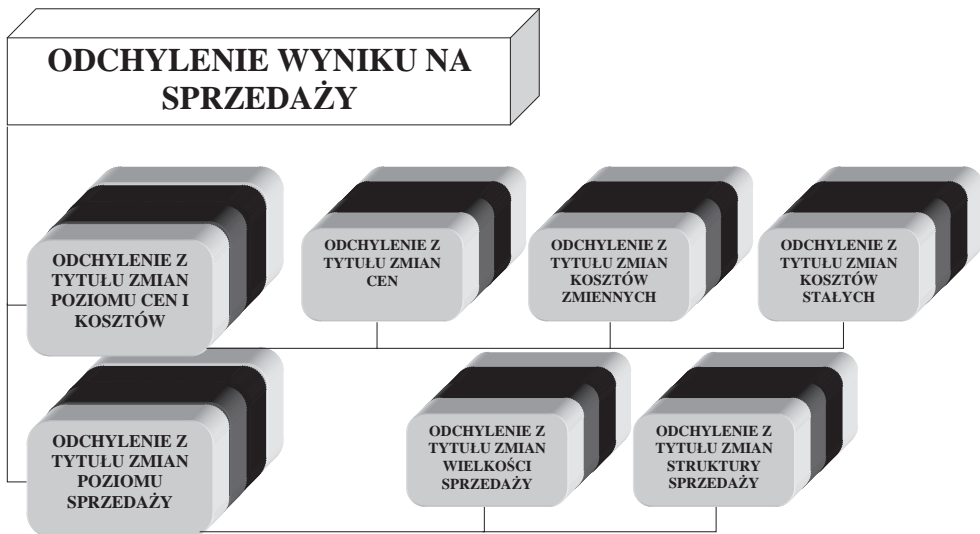 ODCHYLENIE WYNIKU NA
SPRZEDAŻY
ODCHYLENIE Z
TYTUŁU ZMIAN
POZIOMU CEN I
KOSZTÓW
ODCHYLENIE Z
TYTUŁU ZMIAN
CEN
ODCHYLENIE Z
TYTUŁU ZMIAN
KOSZTÓW
ZMIENNYCH
ODCHYLENIE Z
TYTUŁU ZMIAN
KOSZTÓW
STAŁYCH
ODCHYLENIE Z
TYTUŁU ZMIAN
POZIOMU
SPRZEDAŻY
ODCHYLENIE Z
TYTUŁU ZMIAN
WIELKOŚCI
SPRZEDAŻY
ODCHYLENIE Z
TYTUŁU ZMIAN
STRUKTURY
SPRZEDAŻY